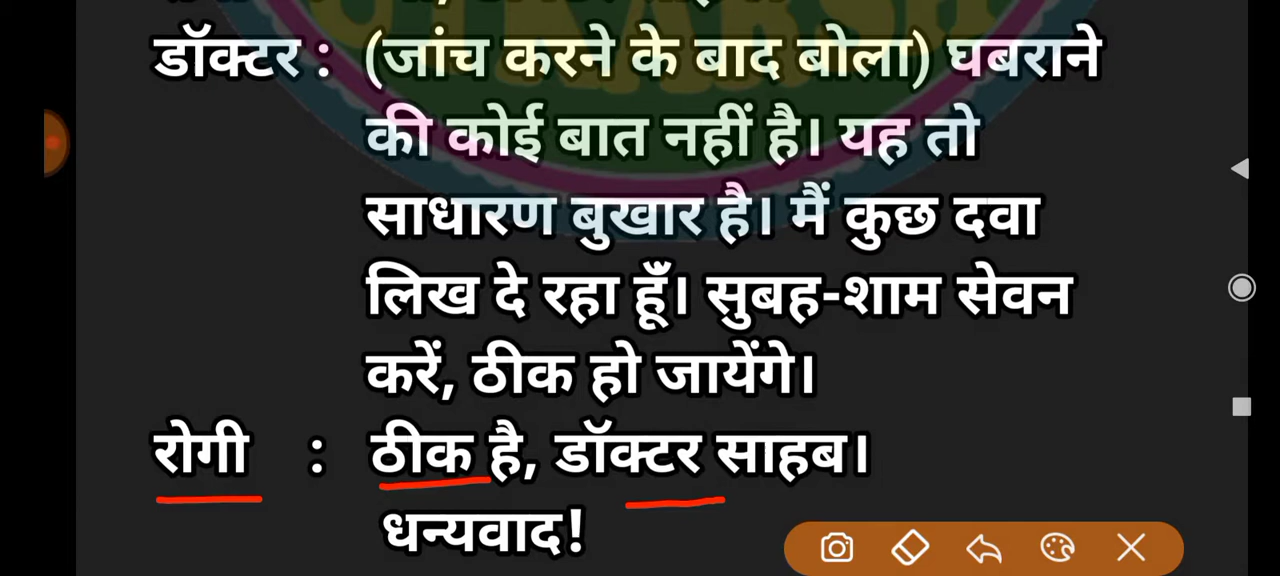 डॉक्टर : (जांच करने के बाद बोला) घबराने
की कोई बात नहीं है। यह तो
साधारण बुखार है। मैं कुछ दवा
लिख दे रहा हूँ। सुबह-शाम सेवन
करें, ठीक हो जायेंगे।
रोगी : ठीक है, डॉक्टर साहब।
धन्यवाद!